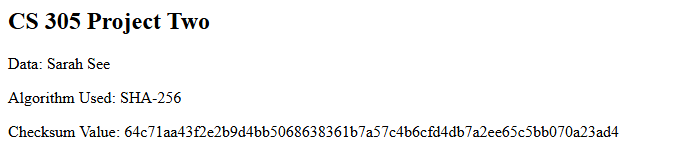 CS 305 Project Two
Data: Sarah See
Algorithm Used: SHA-256
Checksum Value: 64c71aa43f2e2b9d4bb5068638361b7a57c4b6cfd4db7a2ee65c5bb070a23ad4